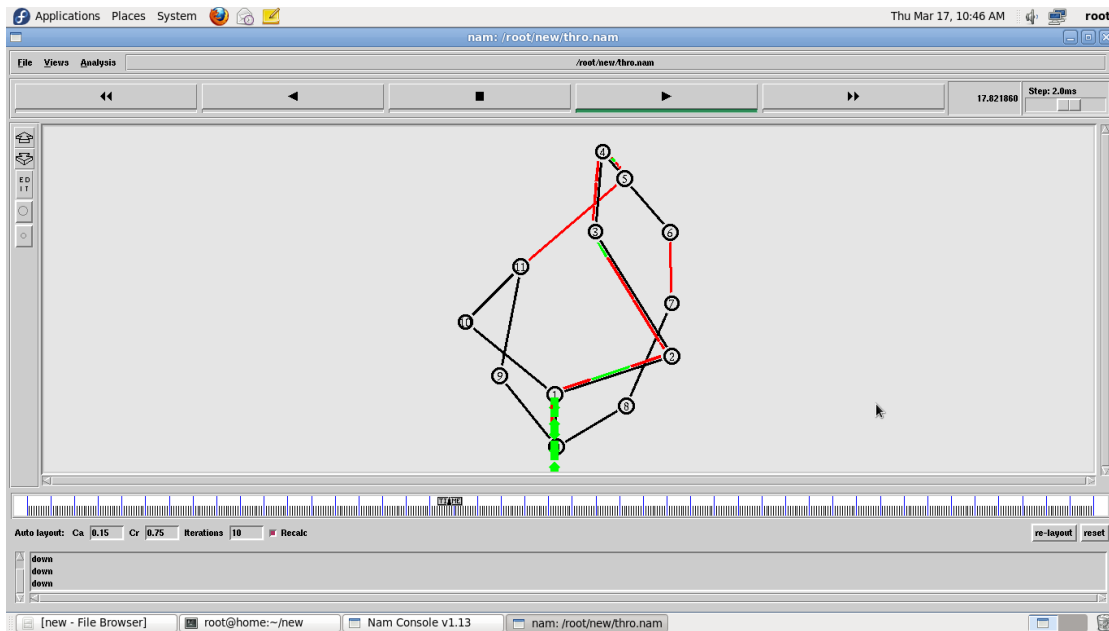 Applications Places System Thu Mar 17, 10:46 AM root
nam: /root/new/thro.nam
File Views Analysis /root/new/thro.nam
17.821860 Step: 2.0ms
4
5
ED
IT
3 6
11
7
10
2
9
1
8
TIME
Auto layout: Ca 0.15 Cr 0.75 Iterations 10 Recalc re-layout reset
down
down
down
[new - File Browser] root@home:~/new Nam Console v1.13 nam: /root/new/thro.nam